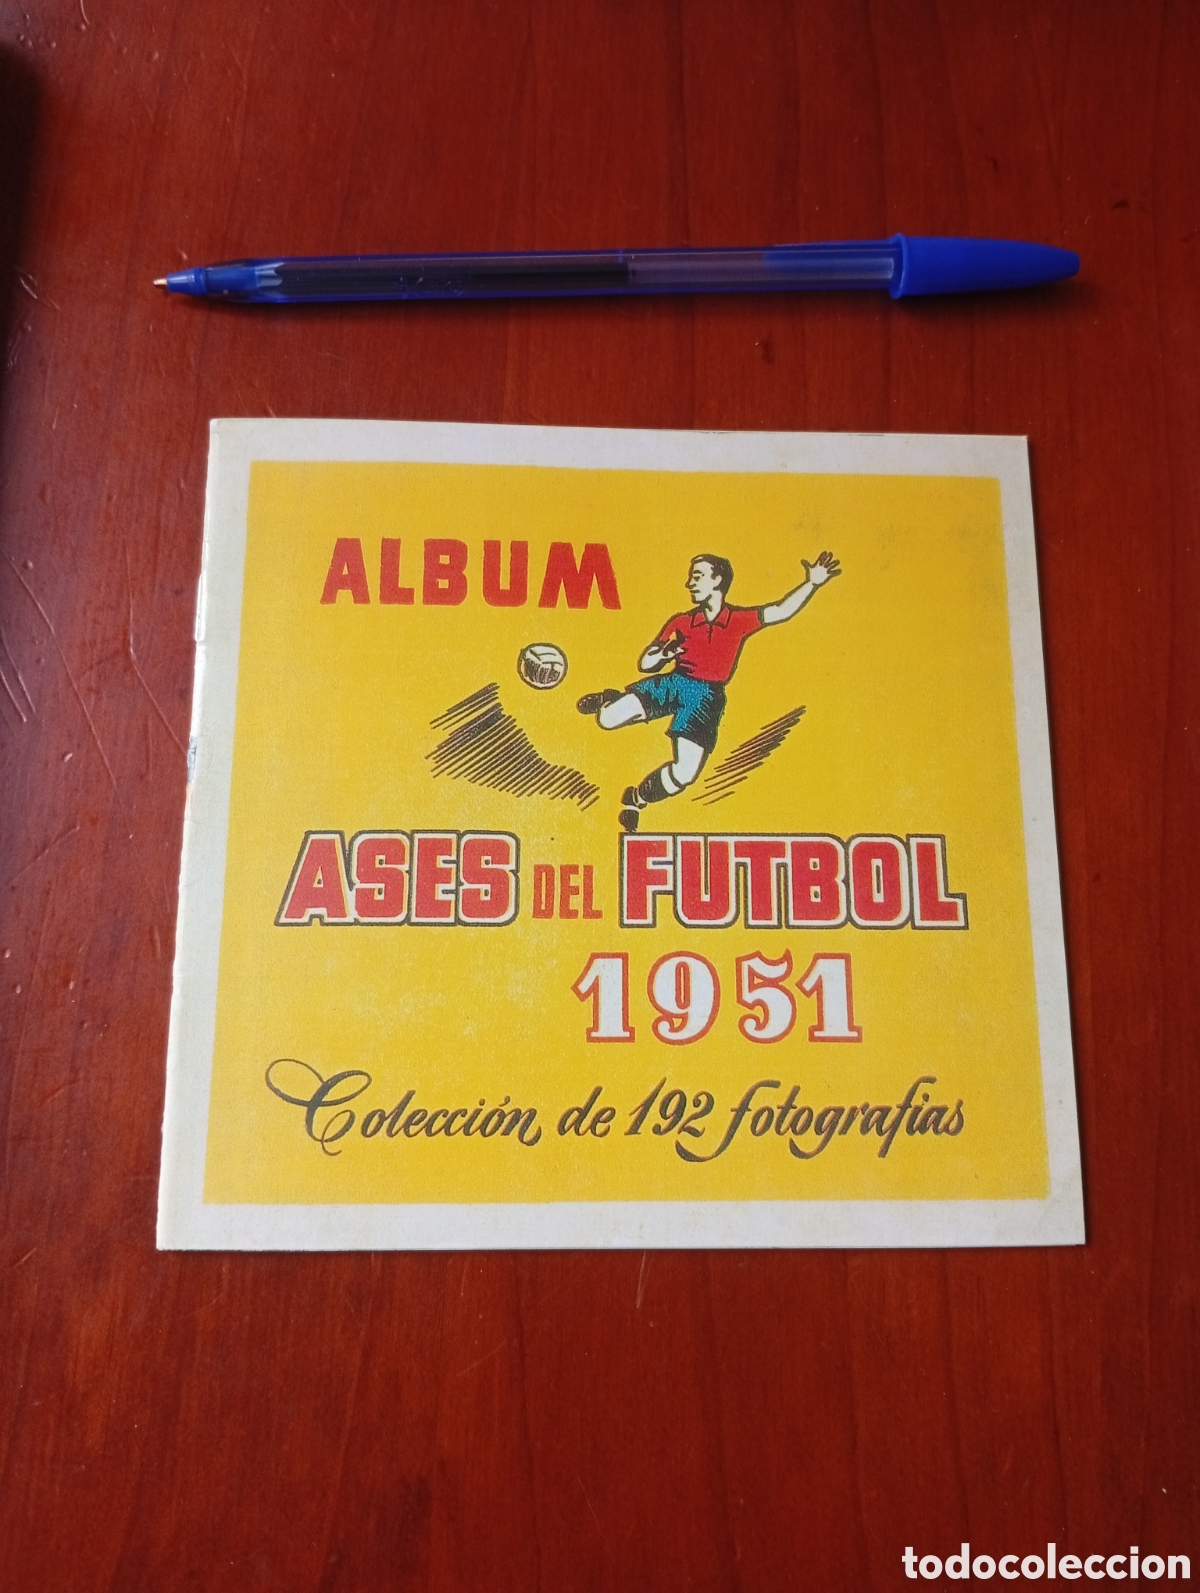 ALBUM
ASES DEL FUTBOL
1951
Colección de 192 fotografias
todocoleccion